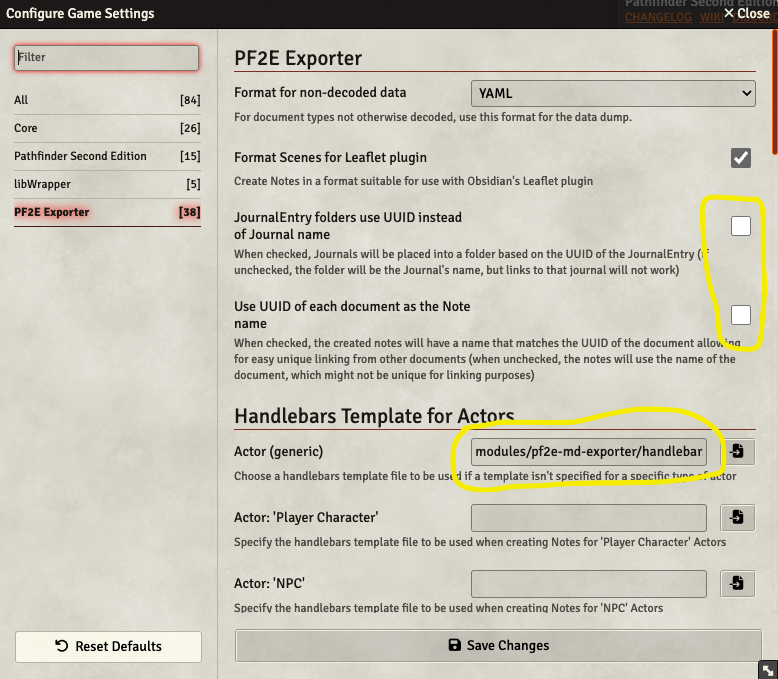 Configure Game Settings
Pathfinder Second Edition
Close
CHANGELOG WIKI
Filter
All [84]
Core [26]
Pathfinder Second Edition [15]
libWrapper [5]
PF2E Exporter [38]
Reset Defaults
PF2E Exporter
Format for non-decoded data
YAML
For document types not otherwise decoded, use this format for the data dump.
Format Scenes for Leaflet plugin
Create Notes in a format suitable for use with Obsidian's Leaflet plugin
JournalEntry folders use UUID instead
of Journal name
When checked, Journals will be placed into a folder based on the UUID of the JournalEntry (if
unchecked, the folder will be the Journal's name, but links to that journal will not work)
Use UUID of each document as the Note
name
When checked, the created notes will have a name that matches the UUID of the document allowing
for easy unique linking from other documents (when unchecked, the notes will use the name of the
document, which might not be unique for linking purposes)
Handlebars Template for Actors
Actor (generic)
modules/pf2e-md-exporter/handlebar
Choose a handlebars template file to be used if a template isn't specified for a specific type of actor
Actor: 'Player Character'
Specify the handlebars template file to be used when creating Notes for 'Player Character' Actors
Actor: 'NPC'
Specify the handlebars template file to be used when creating Notes for 'NPC' Actors
Save Changes